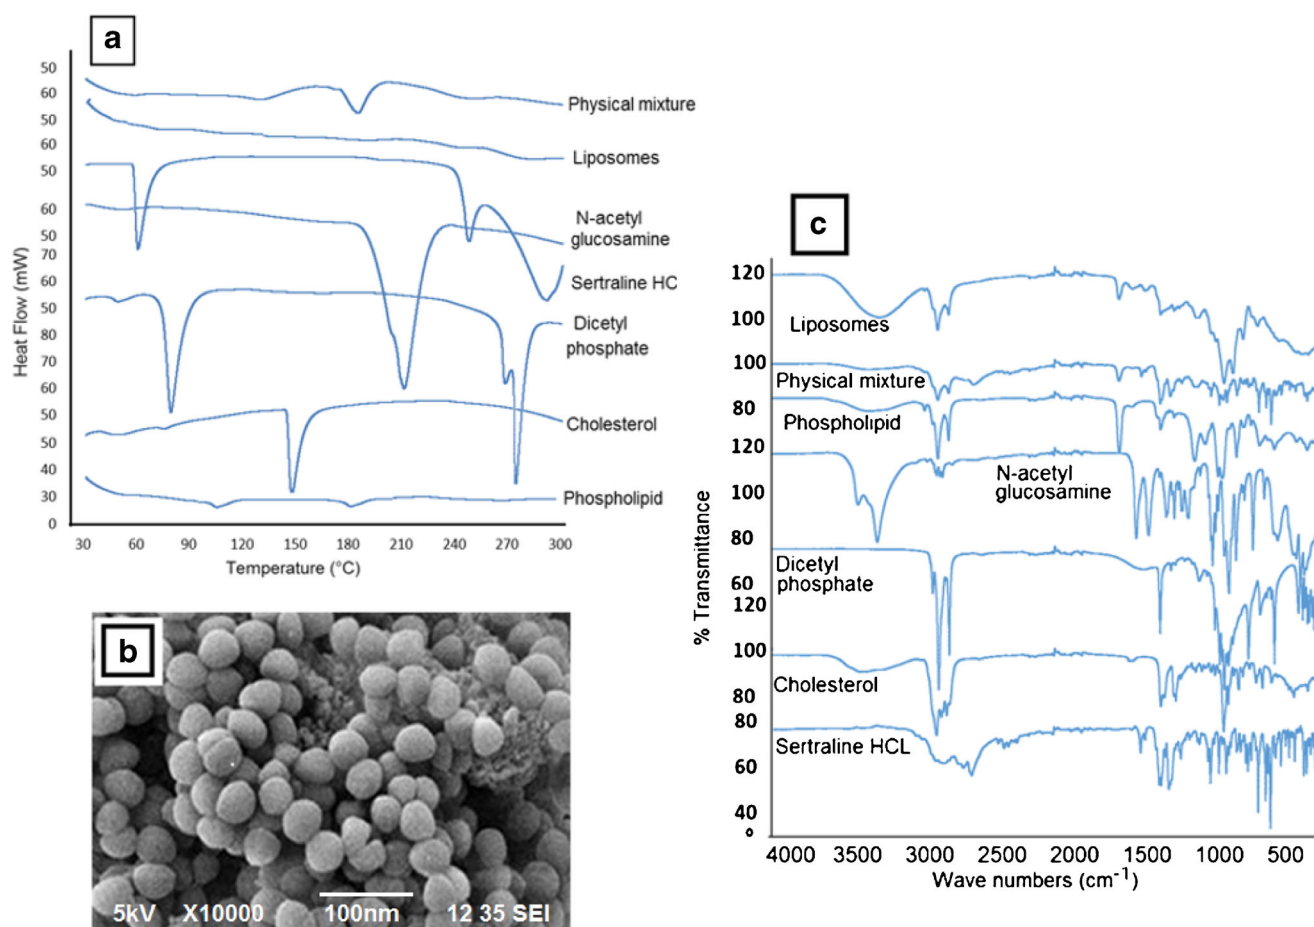 a
50
60
50
60
50
60
50
70
60
50
80
70
60
50
50
40
30
0
Heat Flow (mW)
Physical mixture
Liposomes
N-acetyl
glucosamine
Sertraline HC
Dicetyl
phosphate
Cholesterol
Phospholipid
30 60 90 120 150 180 210 240 270 300
Temperature (°C)
b
5kV X10000 100nm 12 35 SEI
c
120
100
100
80
120
100
80
60
120
100
80
80
60
40
0
% Transmittance
Liposomes
Physical mixture
Phospholipid
N-acetyl
glucosamine
Dicetyl
phosphate
Cholesterol
Sertraline HCL
4000 3500 3000 2500 2000 1500 1000 500
Wave numbers (cm⁻¹)